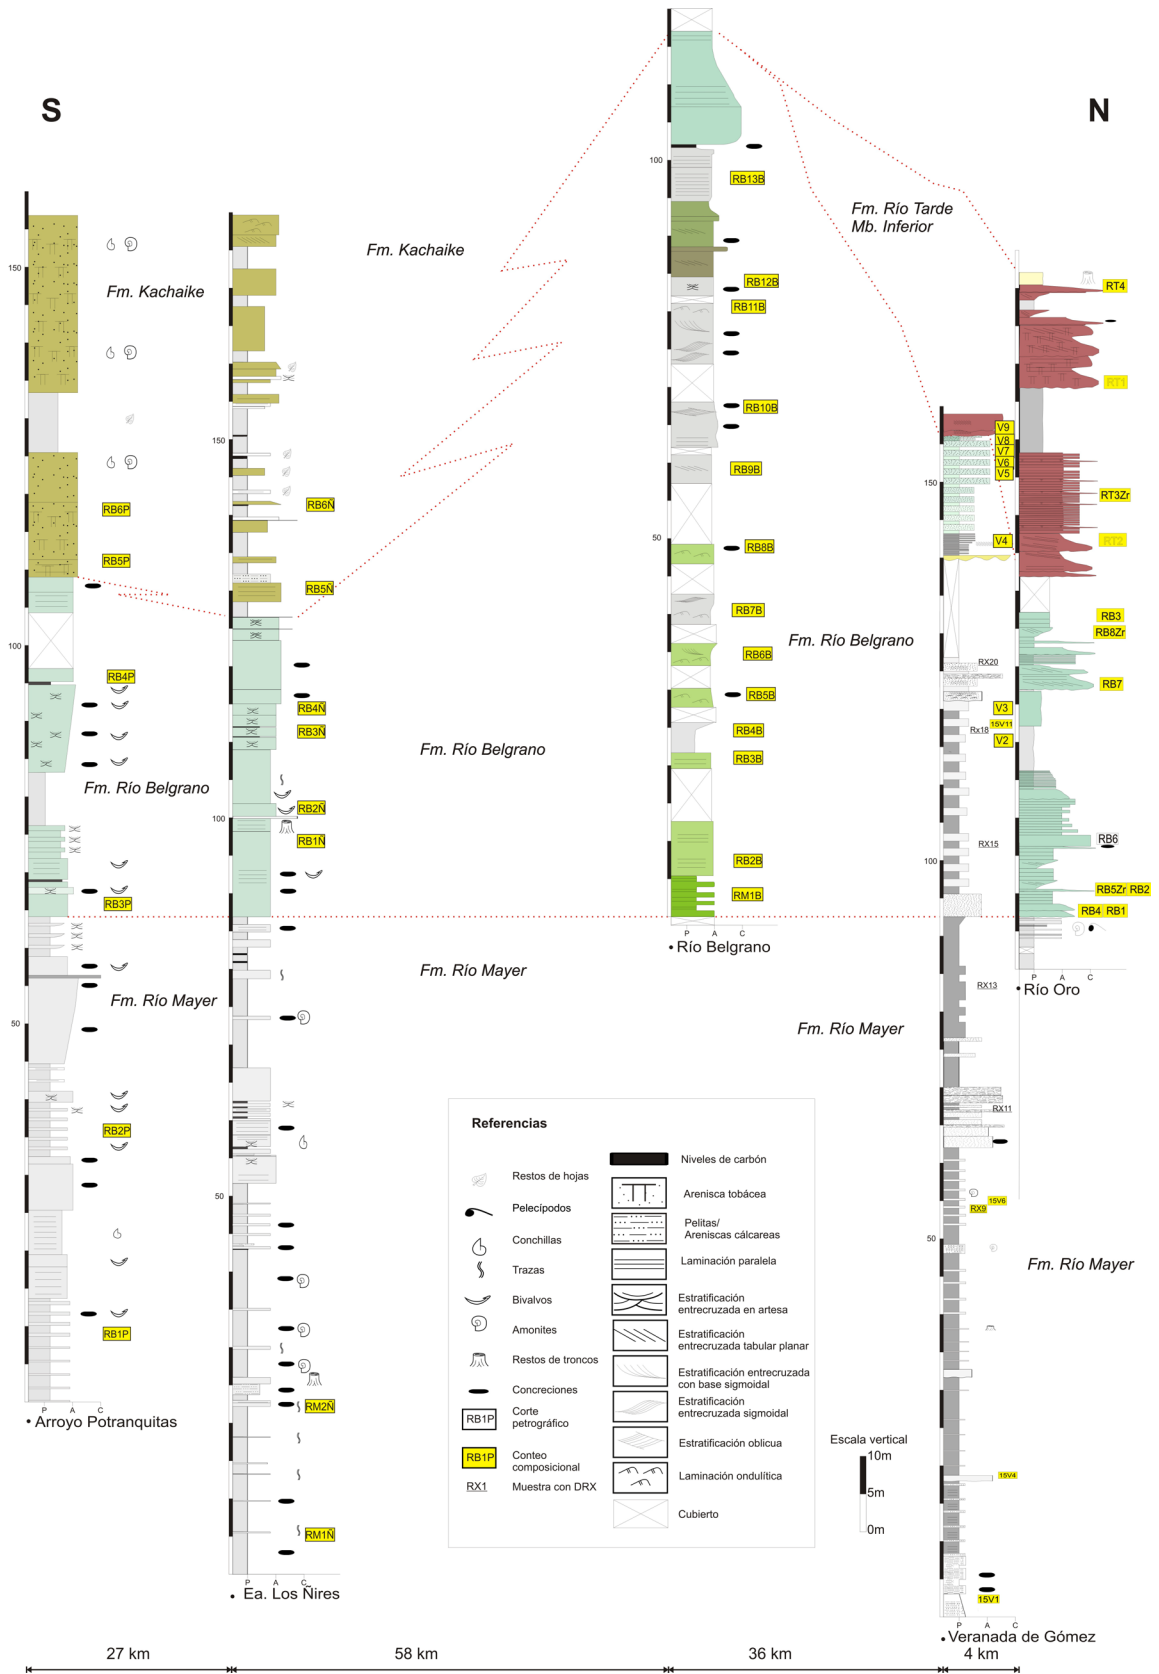 S
N
Fm. Kachaike
Fm. Kachaike
Fm. Río Tarde
Mb. Inferior
150
100
50
RB6P
RB5P
RB4P
Fm. Río Belgrano
RB3P
Fm. Río Mayer
RB2P
RB1P
P A C
• Arroyo Potranquitas
150
100
50
RB6Ñ
RB5Ñ
RB4Ñ
RB3Ñ
RB2Ñ
RB1Ñ
RM2Ñ
RM1Ñ
P A C
• Ea. Los Ñires
Fm. Río Belgrano
Fm. Río Mayer
100
50
RB13B
RB12B
RB11B
RB10B
RB9B
RB8B
RB7B
RB6B
RB5B
RB4B
RB3B
RB2B
RM1B
P A C
• Río Belgrano
Fm. Río Belgrano
Fm. Río Mayer
150
100
50
V9
V8
V7
V6
V5
V4
RX20
V3
15V11
Rx18
V2
RX15
RX13
RX11
15V6
RX9
15V4
15V1
P A C
• Veranada de Gómez
RT4
RT1
RT3Zr
RT2
RB3
RB8Zr
RB7
RB6
RB5Zr RB2
RB4 RB1
P A C
• Río Oro
Fm. Río Mayer
Referencias
Restos de hojas
Pelecípodos
Conchillas
Trazas
Bivalvos
Amonites
Restos de troncos
Concreciones
RB1P
Corte
petrográfico
RB1P
Conteo
composicional
RX1
Muestra con DRX
Niveles de carbón
Arenisca tobácea
Pelitas/
Areniscas cálcareas
Laminación paralela
Estratificación
entrecruzada en artesa
Estratificación
entrecruzada tabular planar
Estratificación entrecruzada
con base sigmoidal
Estratificación
entrecruzada sigmoidal
Estratificación oblicua
Laminación ondulítica
Cubierto
Escala vertical
10m
5m
0m
27 km
58 km
36 km
4 km